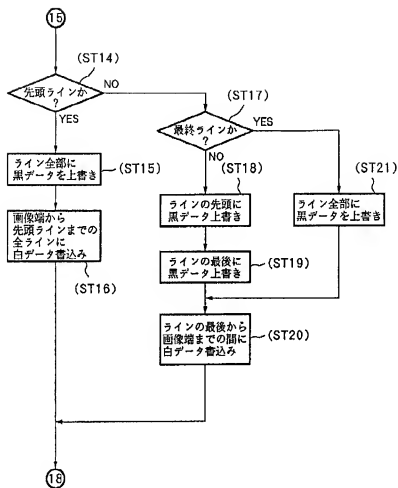 15
(ST14)
先頭ラインか
?
NO
YES
(ST17)
最終ラインか
?
YES
NO
ライン全部に
黒データを上書き
(ST15)
画像端から
先頭ラインまでの
全ラインに
白データ書込み
(ST16)
(ST18)
ラインの先頭に
黒データ上書き
(ST21)
ライン全部に
黒データを上書き
ラインの最後に
黒データ上書き
(ST19)
ラインの最後から
画像端までの間に
白データ書込み
(ST20)
18